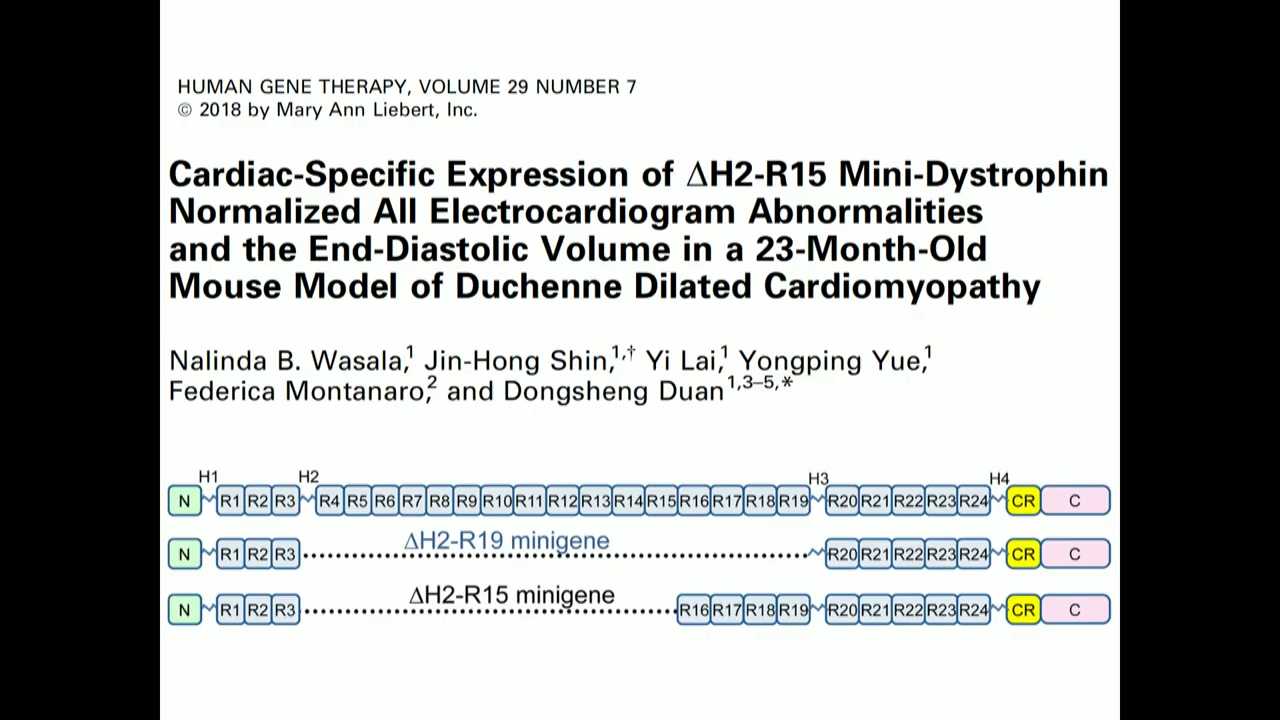 HUMAN GENE THERAPY, VOLUME 29 NUMBER 7
© 2018 by Mary Ann Liebert, Inc.
Cardiac-Specific Expression of ΔH2-R15 Mini-Dystrophin
Normalized All Electrocardiogram Abnormalities
and the End-Diastolic Volume in a 23-Month-Old
Mouse Model of Duchenne Dilated Cardiomyopathy
Nalinda B. Wasala,1 Jin-Hong Shin,1,† Yi Lai,1 Yongping Yue,1
Federica Montanaro,2 and Dongsheng Duan1,3–5,*
H1 H2 H3 H4
N R1 R2 R3 R4 R5 R6 R7 R8 R9 R10 R11 R12 R13 R14 R15 R16 R17 R18 R19 R20 R21 R22 R23 R24 CR C
ΔH2-R19 minigene
N R1 R2 R3 R20 R21 R22 R23 R24 CR C
ΔH2-R15 minigene
N R1 R2 R3 R16 R17 R18 R19 R20 R21 R22 R23 R24 CR C